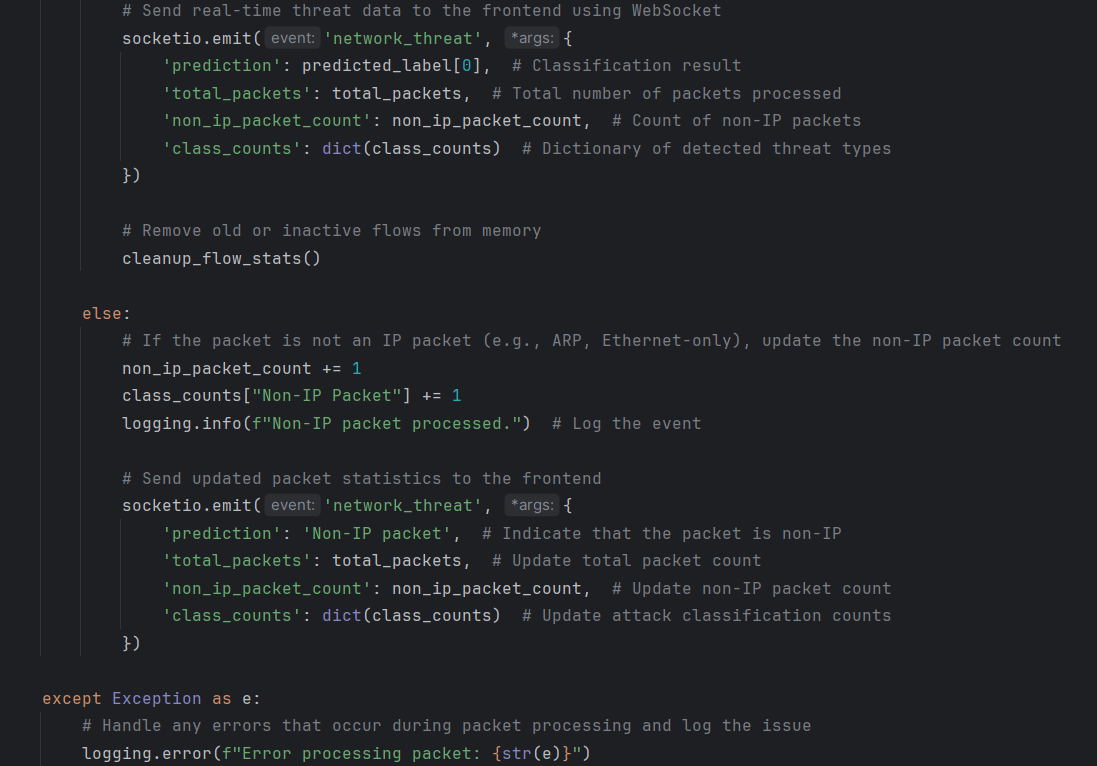 # Send real-time threat data to the frontend using WebSocket
socketio.emit( event: 'network_threat', *args: {
    'prediction': predicted_label[0],  # Classification result
    'total_packets': total_packets,  # Total number of packets processed
    'non_ip_packet_count': non_ip_packet_count,  # Count of non-IP packets
    'class_counts': dict(class_counts)  # Dictionary of detected threat types
})
# Remove old or inactive flows from memory
cleanup_flow_stats()
else:
# If the packet is not an IP packet (e.g., ARP, Ethernet-only), update the non-IP packet count
non_ip_packet_count += 1
class_counts["Non-IP Packet"] += 1
logging.info(f"Non-IP packet processed.")  # Log the event
# Send updated packet statistics to the frontend
socketio.emit( event: 'network_threat', *args: {
    'prediction': 'Non-IP packet',  # Indicate that the packet is non-IP
    'total_packets': total_packets,  # Update total packet count
    'non_ip_packet_count': non_ip_packet_count,  # Update non-IP packet count
    'class_counts': dict(class_counts)  # Update attack classification counts
})
except Exception as e:
# Handle any errors that occur during packet processing and log the issue
logging.error(f"Error processing packet: {str(e)}")